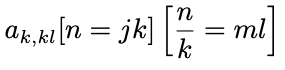 a_{k,kl}[n = jk] \left[ \frac{n}{k} = ml \right]